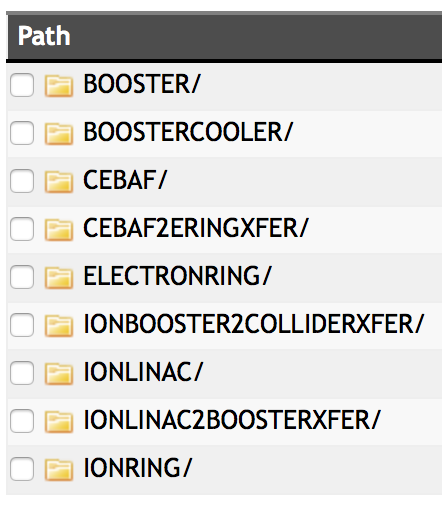 Path
BOOSTER/
BOOSTERCOOLER/
CEBAF/
CEBAF2ERINGXFER/
ELECTRONRING/
IONBOOSTER2COLLIDERXFER/
IONLINAC/
IONLINAC2BOOSTERXFER/
IONRING/